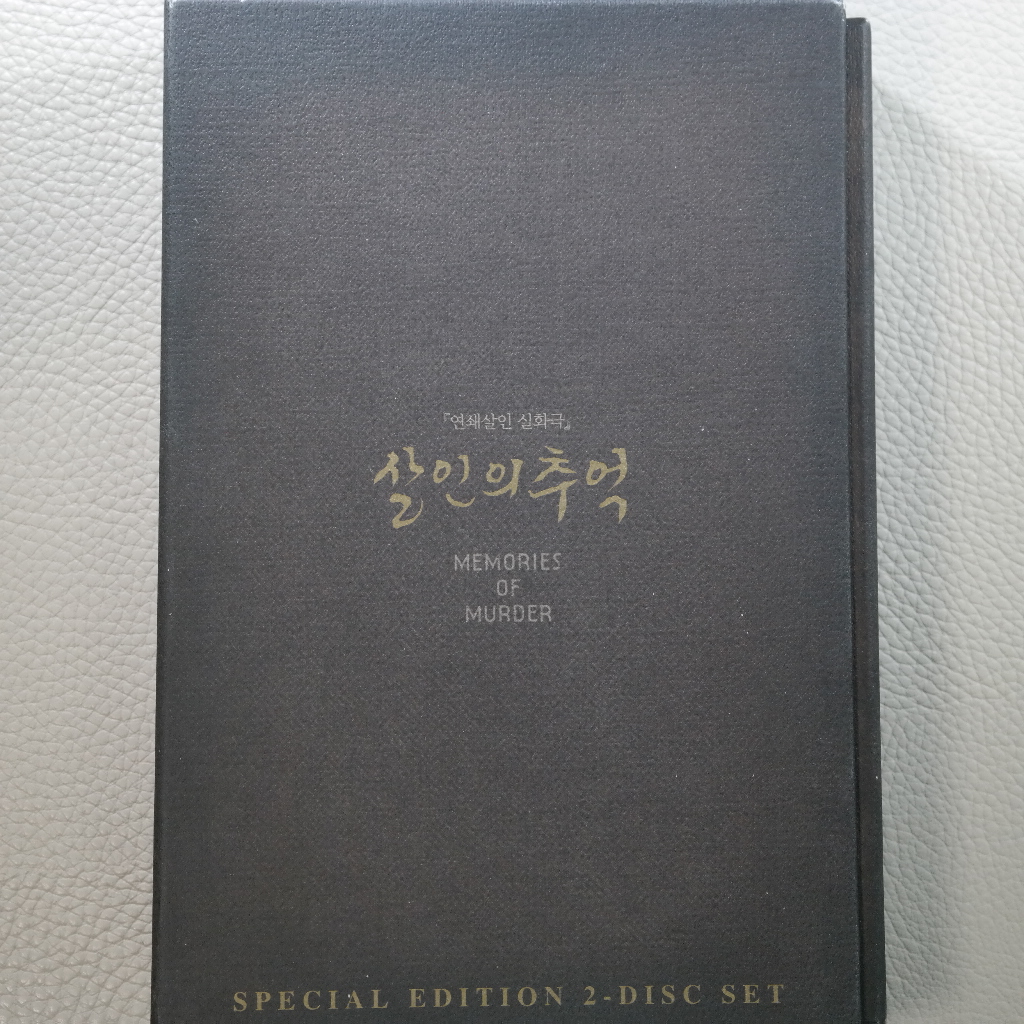 『연쇄살인 실화극』
살인의추억
MEMORIES
OF
MURDER
SPECIAL EDITION 2-DISC SET